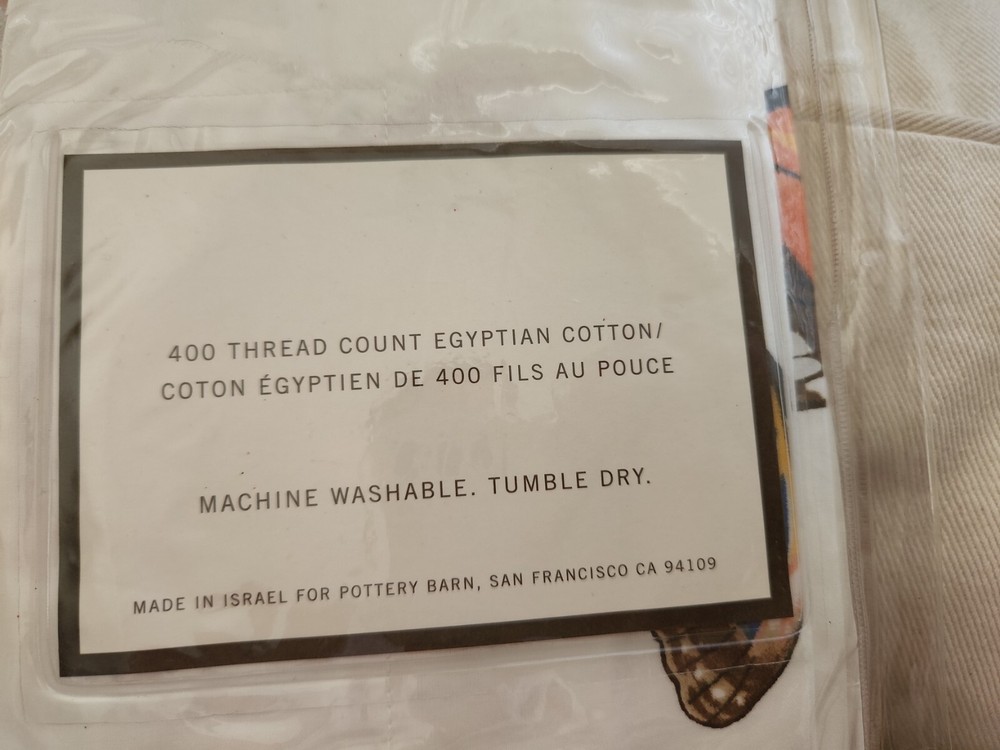 400 THREAD COUNT EGYPTIAN COTTON/
COTON ÉGYPTIEN DE 400 FILS AU POUCE
MACHINE WASHABLE. TUMBLE DRY.
MADE IN ISRAEL FOR POTTERY BARN, SAN FRANCISCO CA 94109